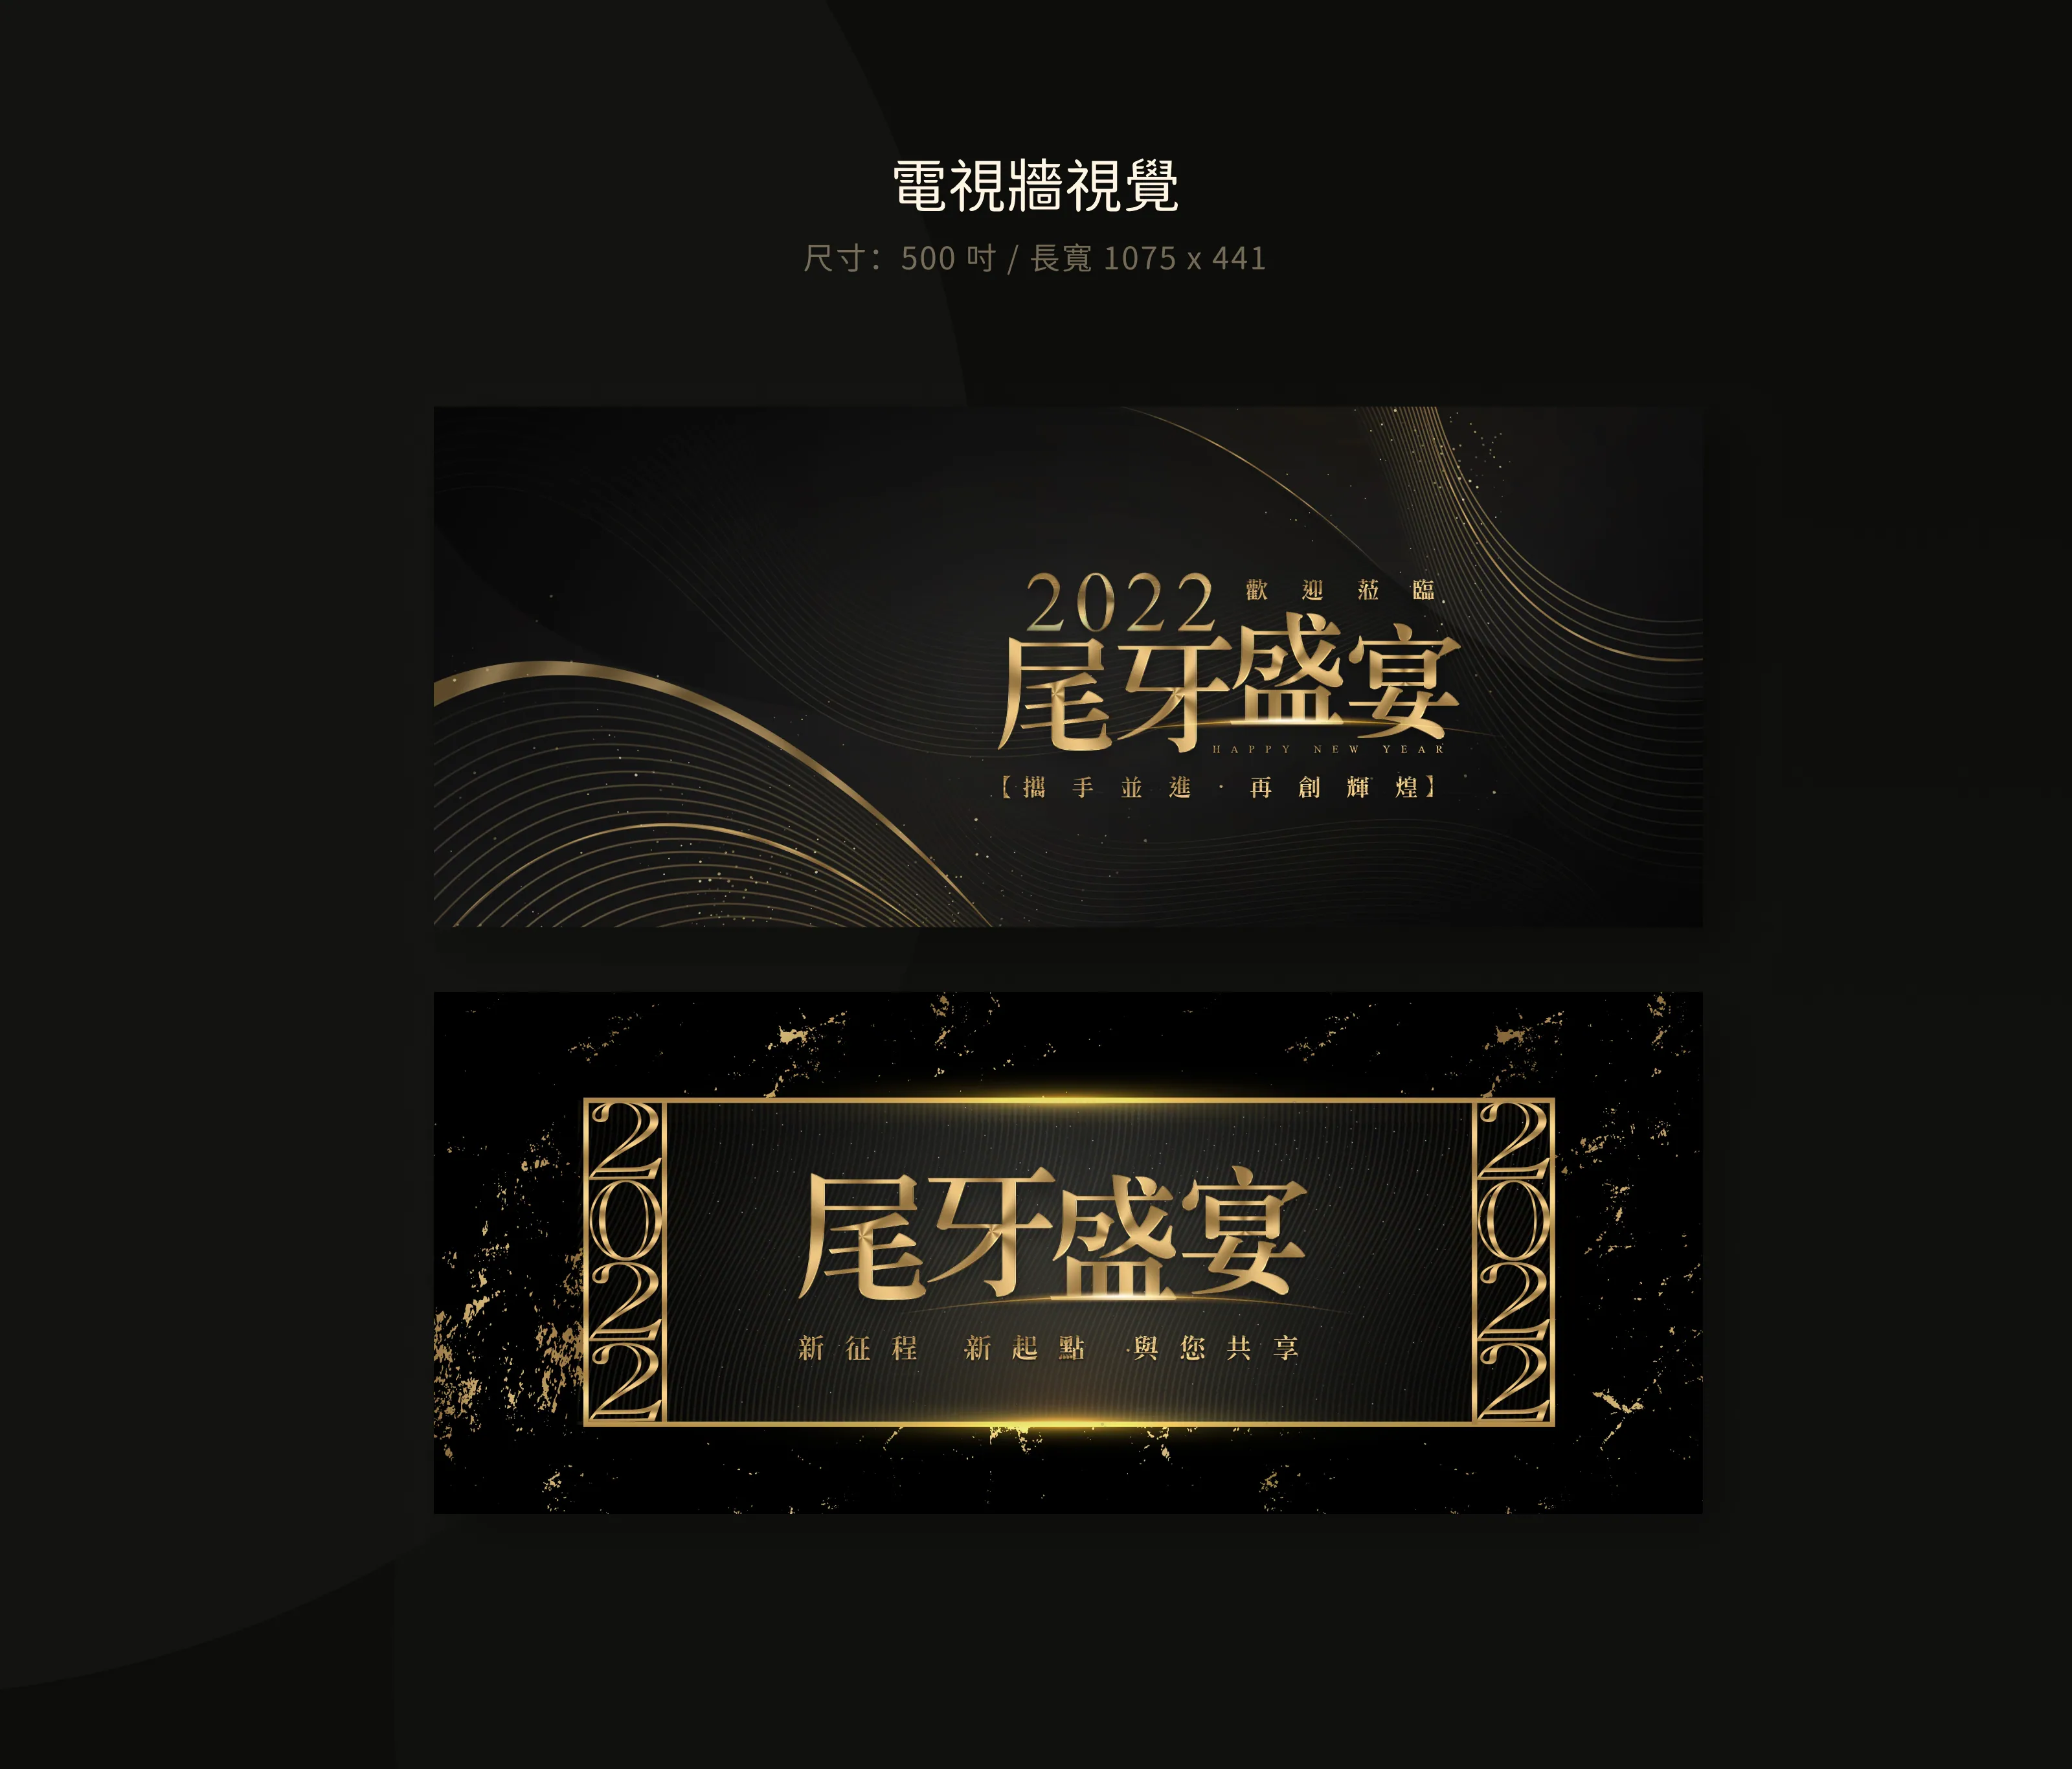 電視牆視覺
尺寸：500 吋 / 長寬 1075 x 441
2022 歡迎蒞臨
尾牙盛宴
HAPPY NEW YEAR
【攜手並進·再創輝煌】
2022
尾牙盛宴
新征程 新起點 ·與您共享
2022